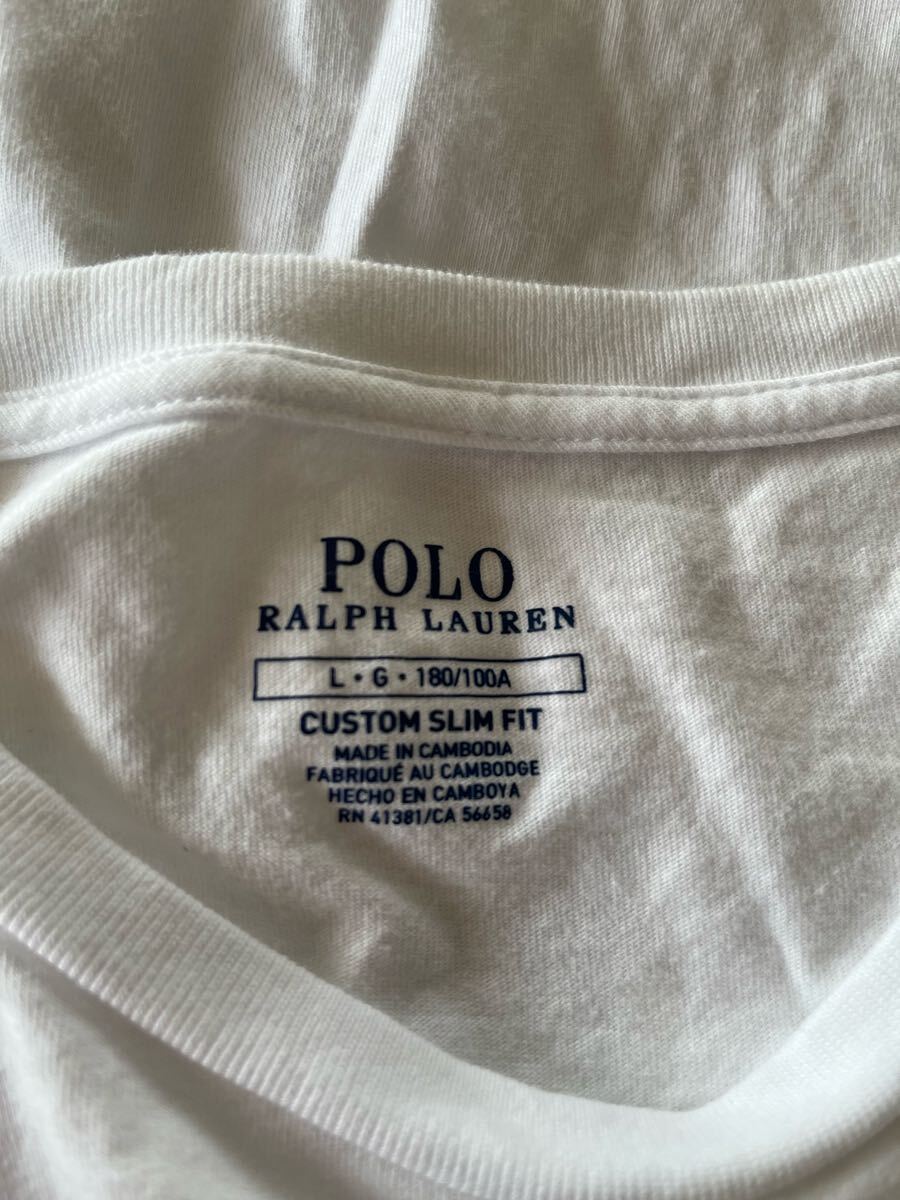 POLO
RALPH LAUREN
L • G • 180/100A
CUSTOM SLIM FIT
MADE IN CAMBODIA
FABRIQUÉ AU CAMBODGE
HECHO EN CAMBOYA
RN 41381/CA 56658